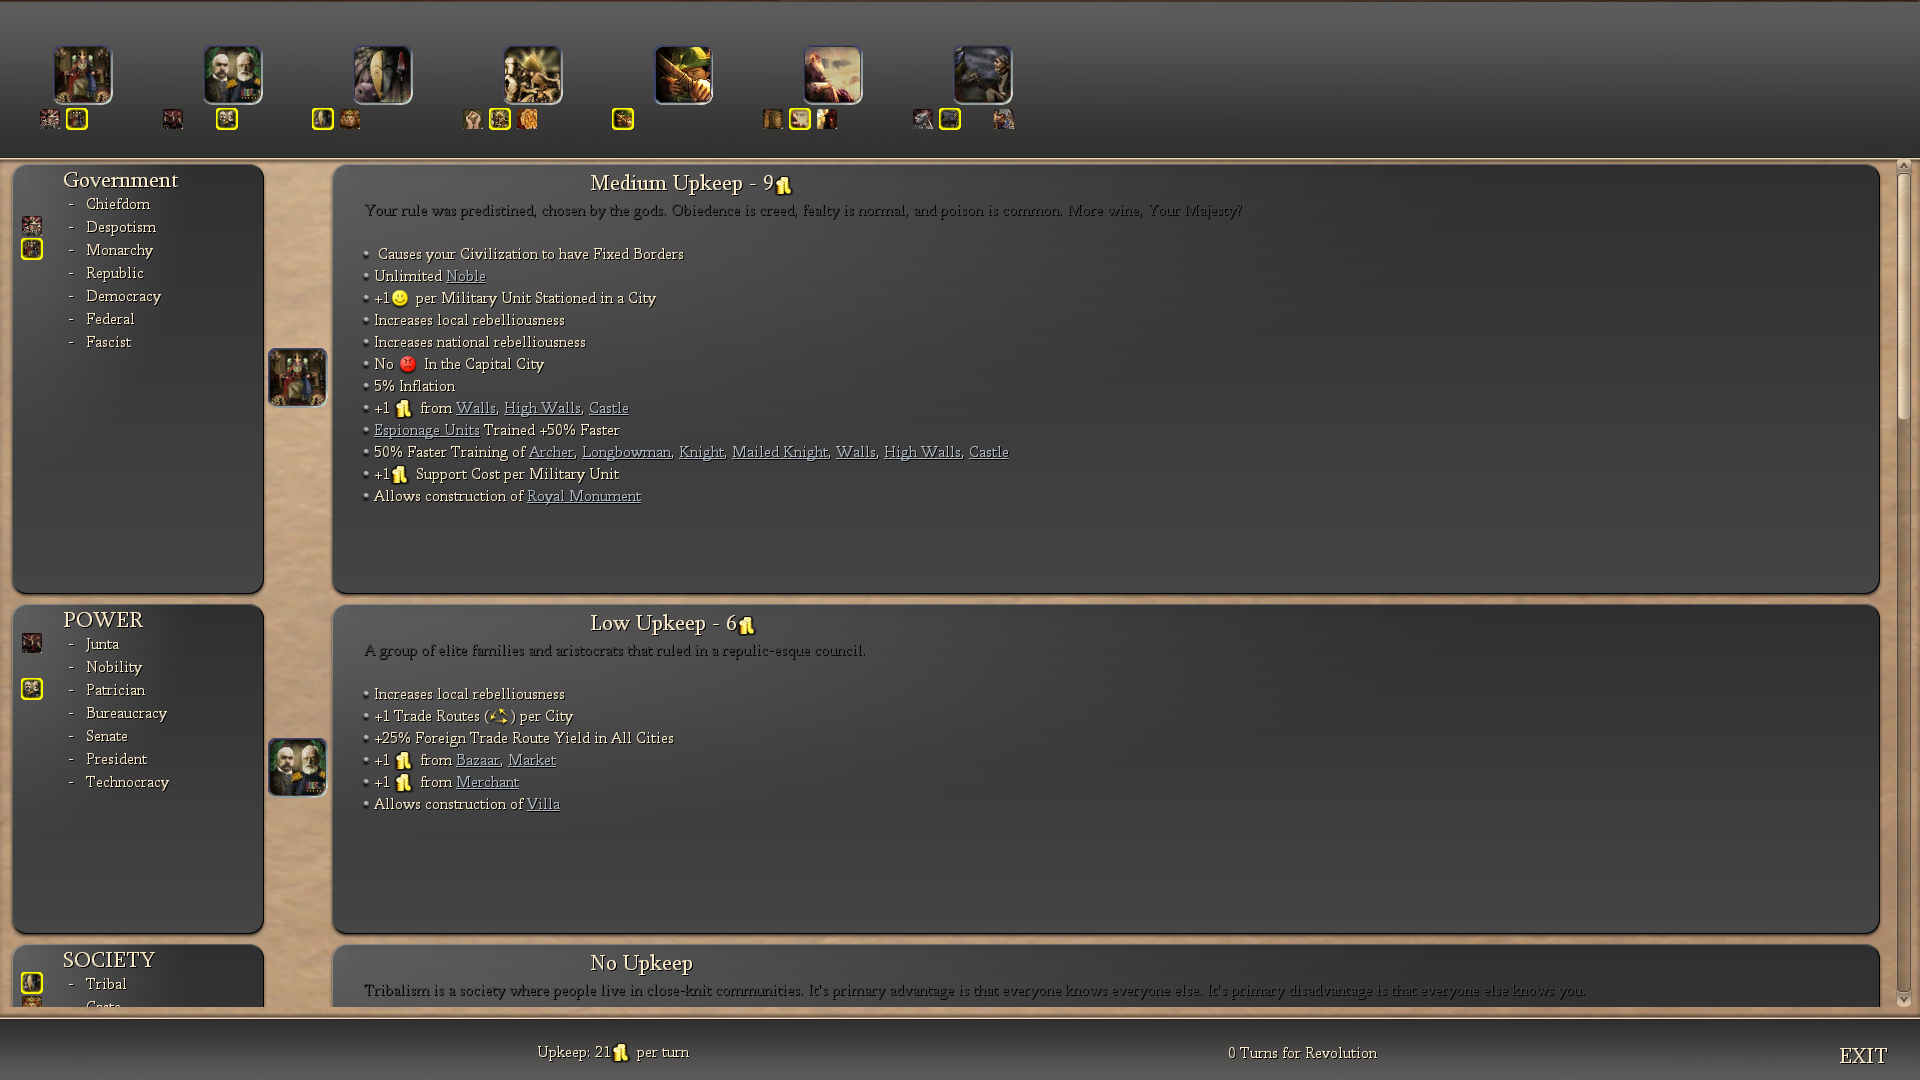 Government
- Chiefdom
- Despotism
- Monarchy
- Republic
- Democracy
- Federal
- Fascist
Medium Upkeep - 9
Your rule was predistined, chosen by the gods. Obiedence is creed, fealty is normal, and poison is common. More wine, Your Majesty?
• Causes your Civilization to have Fixed Borders
• Unlimited Noble
• +1 per Military Unit Stationed in a City
• Increases local rebelliousness
• Increases national rebelliousness
• No In the Capital City
• 5% Inflation
• +1 from Walls, High Walls, Castle
• Espionage Units Trained +50% Faster
• 50% Faster Training of Archer, Longbowman, Knight, Mailed Knight, Walls, High Walls, Castle
• +1 Support Cost per Military Unit
• Allows construction of Royal Monument
POWER
- Junta
- Nobility
- Patrician
- Bureaucracy
- Senate
- President
- Technocracy
Low Upkeep - 6
A group of elite families and aristocrats that ruled in a repulic-esque council.
• Increases local rebelliousness
• +1 Trade Routes ( ) per City
• +25% Foreign Trade Route Yield in All Cities
• +1 from Bazaar, Market
• +1 from Merchant
• Allows construction of Villa
SOCIETY
- Tribal
Caste
No Upkeep
Tribalism is a society where people live in close-knit communities. It's primary advantage is that everyone knows everyone else. It's primary disadvantage is that everyone else knows you.
Upkeep: 21 per turn
0 Turns for Revolution
EXIT